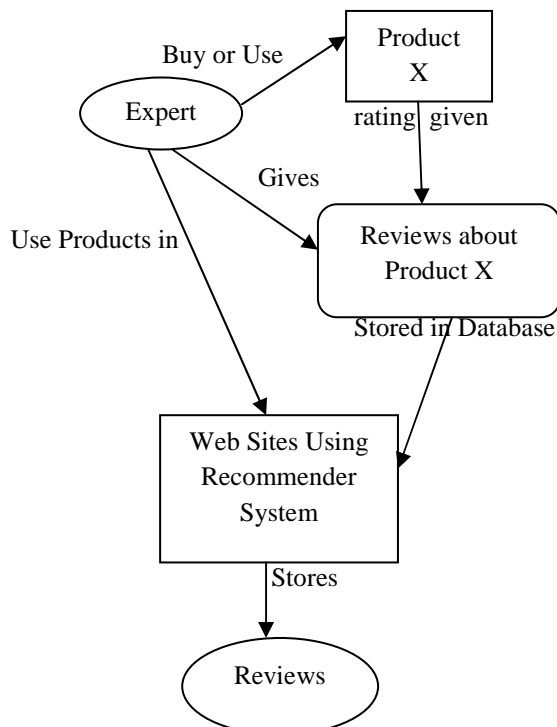 Product
X
Buy or Use
Expert
rating given
Gives
Reviews about
Product X
Use Products in
Stored in Database
Web Sites Using
Recommender
System
Stores
Reviews